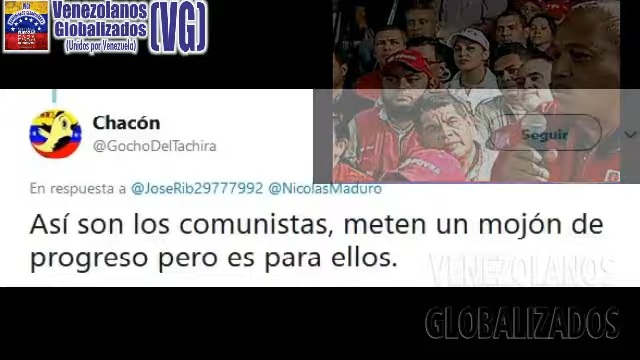 Venezolanos
Globalizados
(Unidos por Venezuela)
(VG)
Chacón
@GochoDelTachira
Seguir
En respuesta a @JoseRib29777992 @NicolasMaduro
Así son los comunistas, meten un mojón de
progreso pero es para ellos.
VENEZOLANOS
GLOBALIZADOS